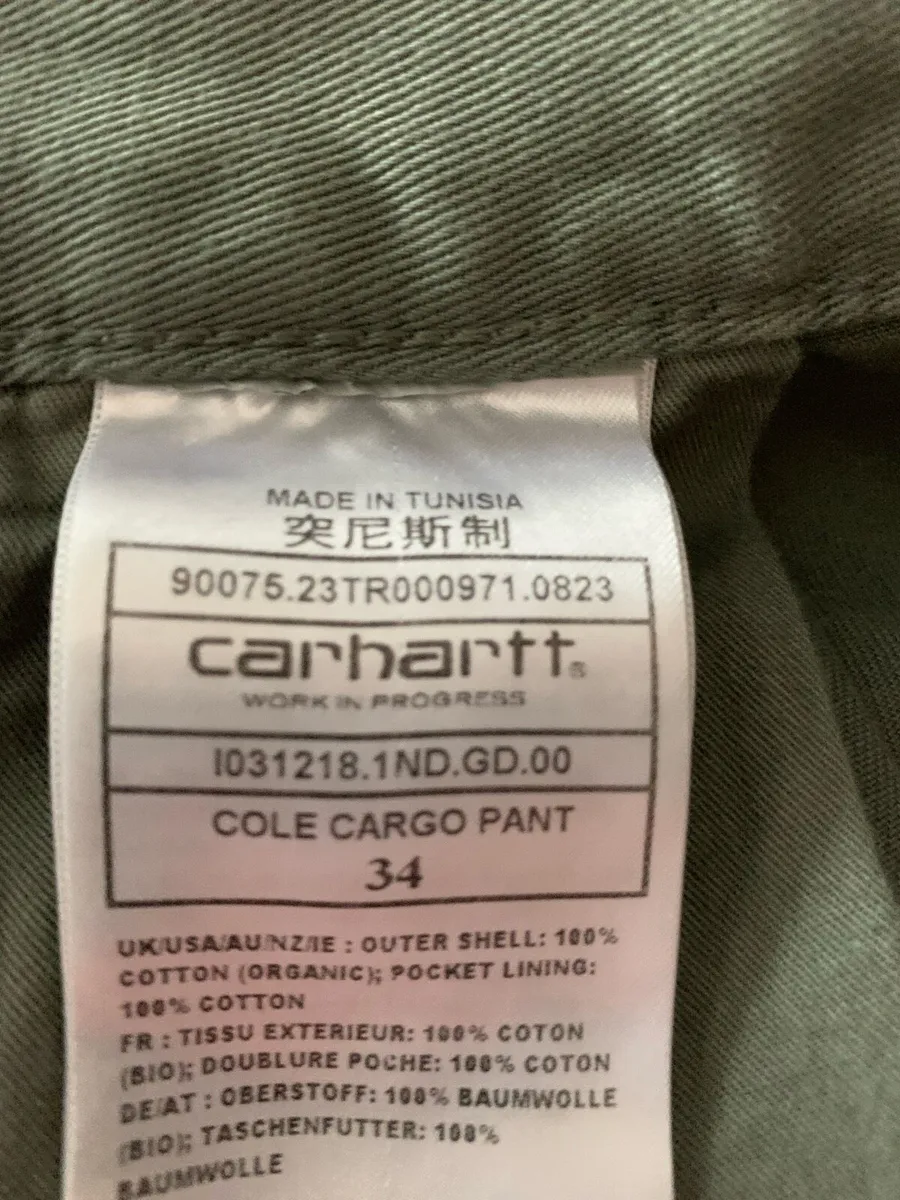 MADE IN TUNISIA
突尼斯制
90075.23TR000971.0823
carhartt
WORK IN PROGRESS
I031218.1ND.GD.00
COLE CARGO PANT
34
UK/USA/AU/NZ/IE : OUTER SHELL: 100%
COTTON (ORGANIC); POCKET LINING:
100% COTTON
FR : TISSU EXTERIEUR: 100% COTON
(BIO); DOUBLURE POCHE: 100% COTON
DE/AT : OBERSTOFF: 100% BAUMWOLLE
(BIO); TASCHENFUTTER: 100%
BAUMWOLLE